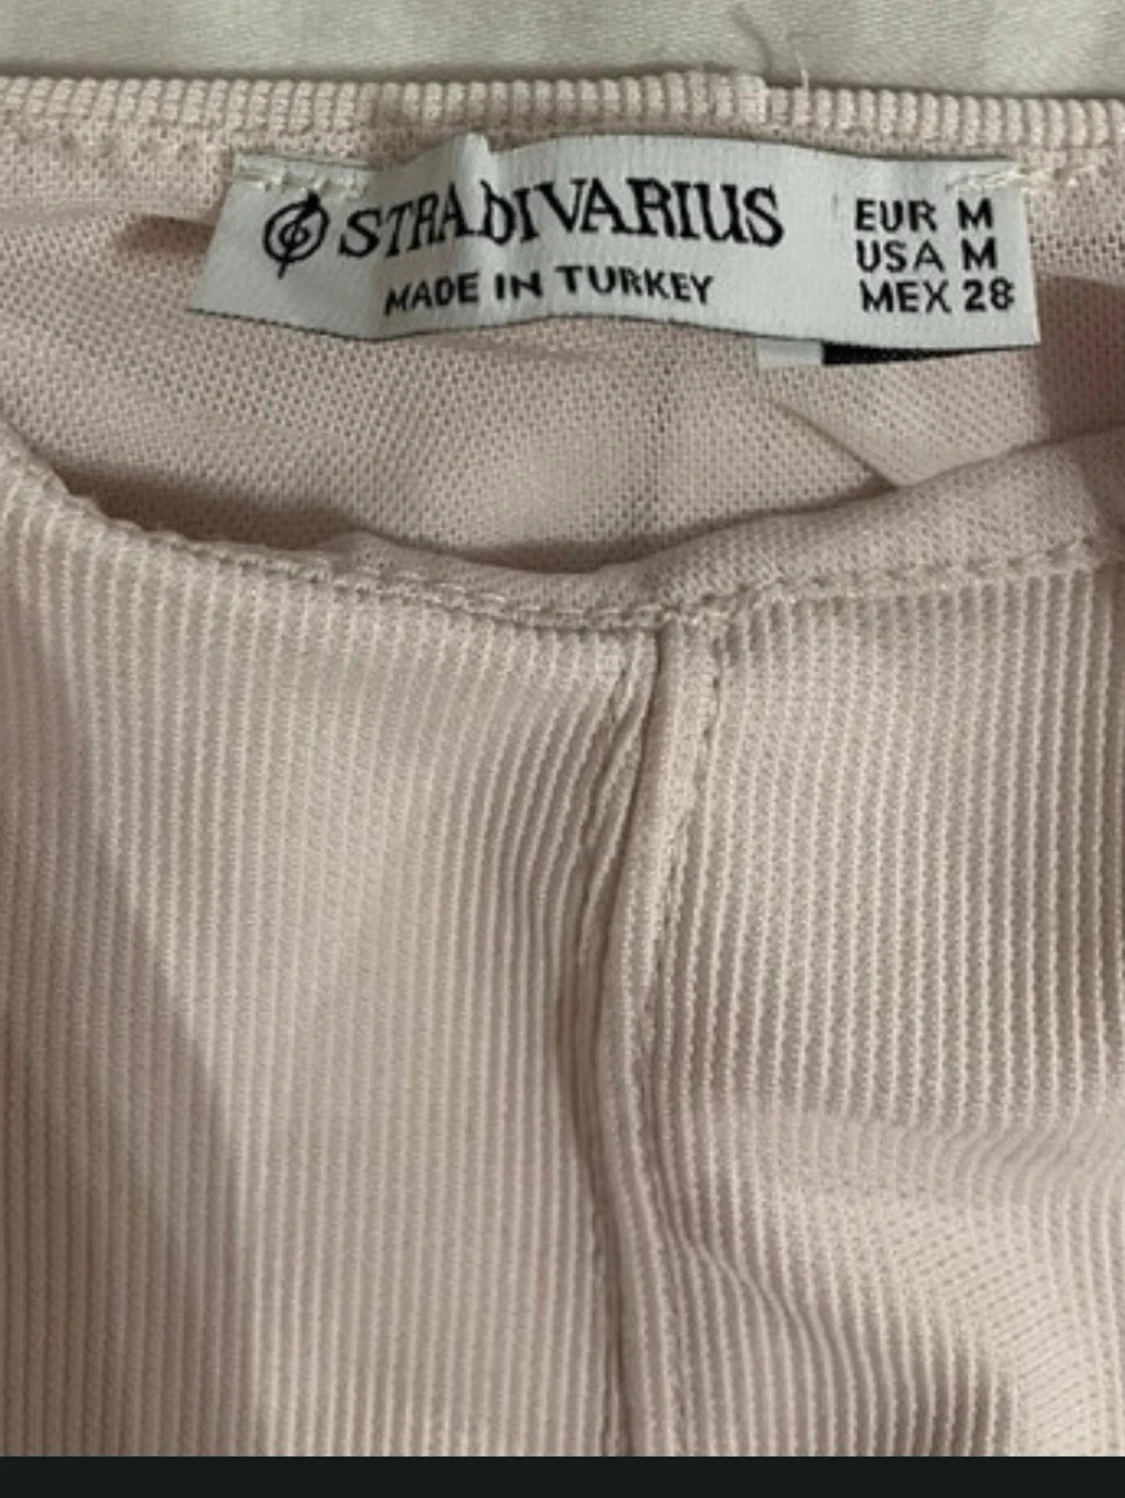 STRADIVARIUS
MADE IN TURKEY
EUR M
USA M
MEX 28